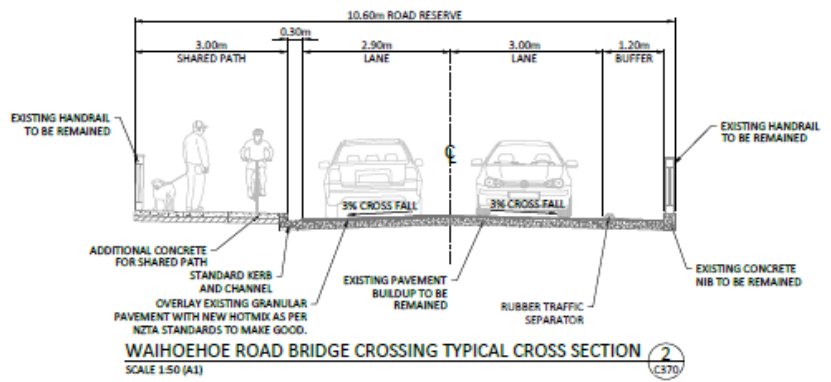 10.60m ROAD RESERVE
0.30m
3.00m
SHARED PATH
2.90m
LANE
3.00m
LANE
1.20m
BUFFER
EXISTING HANDRAIL
TO BE REMAINED
EXISTING HANDRAIL
TO BE REMAINED
3% CROSS FALL
3% CROSS FALL
ADDITIONAL CONCRETE
FOR SHARED PATH
STANDARD KERB
AND CHANNEL
OVERLAY EXISTING GRANULAR
PAVEMENT WITH NEW HOTMIX AS PER
NZTA STANDARDS TO MAKE GOOD.
EXISTING PAVEMENT
BUILDUP TO BE
REMAINED
RUBBER TRAFFIC
SEPARATOR
EXISTING CONCRETE
NIB TO BE REMAINED
WAIHOEHOE ROAD BRIDGE CROSSING TYPICAL CROSS SECTION
SCALE 1:50 (A1)
2
C370